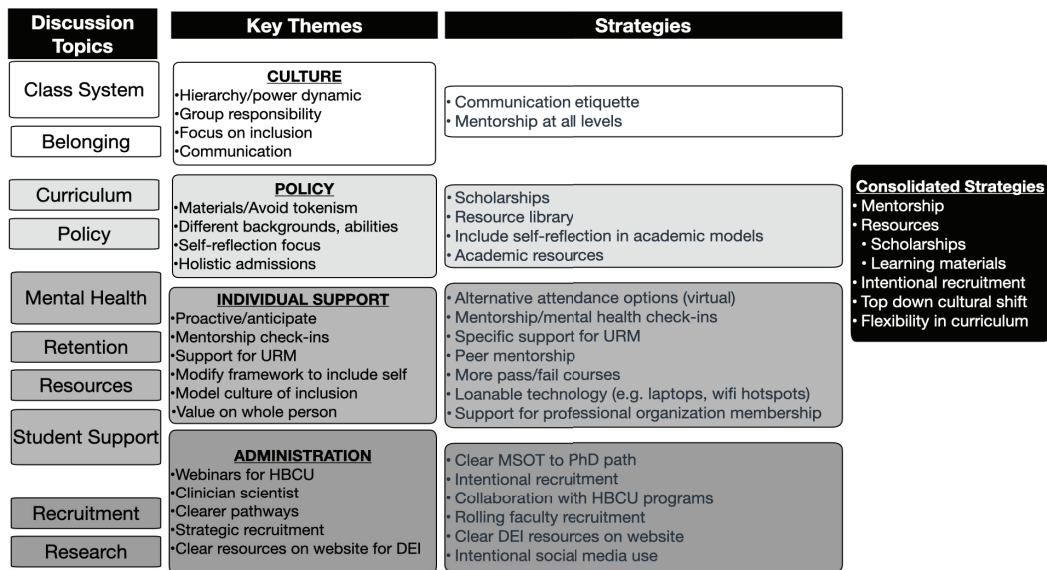 Discussion
Topics
Key Themes
Strategies
Class System
Belonging
CULTURE
•Hierarchy/power dynamic
•Group responsibility
•Focus on inclusion
•Communication
• Communication etiquette
• Mentorship at all levels
Curriculum
Policy
POLICY
•Materials/Avoid tokenism
•Different backgrounds, abilities
•Self-reflection focus
•Holistic admissions
• Scholarships
• Resource library
• Include self-reflection in academic models
• Academic resources
Mental Health
Retention
Resources
Student Support
INDIVIDUAL SUPPORT
•Proactive/anticipate
•Mentorship check-ins
•Support for URM
•Modify framework to include self
•Model culture of inclusion
•Value on whole person
• Alternative attendance options (virtual)
• Mentorship/mental health check-ins
• Specific support for URM
• Peer mentorship
• More pass/fail courses
• Loanable technology (e.g. laptops, wifi hotspots)
• Support for professional organization membership
Recruitment
Research
ADMINISTRATION
•Webinars for HBCU
•Clinician scientist
•Clearer pathways
•Strategic recruitment
•Clear resources on website for DEI
• Clear MSOT to PhD path
• Intentional recruitment
• Collaboration with HBCU programs
• Rolling faculty recruitment
• Clear DEI resources on website
• Intentional social media use
Consolidated Strategies
• Mentorship
• Resources
• Scholarships
• Learning materials
• Intentional recruitment
• Top down cultural shift
• Flexibility in curriculum